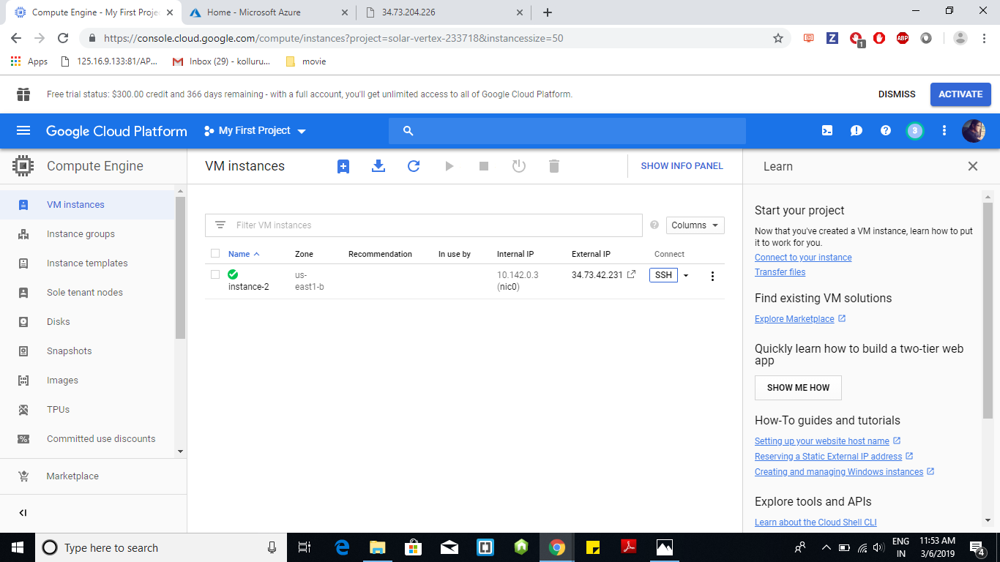 Compute Engine - My First Proje
Home - Microsoft Azure
34.73.204.226
https://console.cloud.google.com/compute/instances?project=solar-vertex-233718&instancessize=50
1
ABP
Apps
125.16.9.133:81/AP...
Inbox (29) - kolluru...
movie
Free trial status: $300.00 credit and 366 days remaining - with a full account, you'll get unlimited access to all of Google Cloud Platform.
DISMISS
ACTIVATE
Google Cloud Platform
My First Project
3
Compute Engine
VM instances
SHOW INFO PANEL
Learn
VM instances
Instance groups
Instance templates
Sole tenant nodes
Disks
Snapshots
Images
TPUs
Committed use discounts
Marketplace
Filter VM instances
Columns
Name
Zone
Recommendation
In use by
Internal IP
External IP
Connect
instance-2
us-
east1-b
10.142.0.3
(nic0)
34.73.42.231
SSH
Start your project
Now that you've created a VM instance, learn how to put
it to work for you.
Connect to your instance
Transfer files
Find existing VM solutions
Explore Marketplace
Quickly learn how to build a two-tier web
app
SHOW ME HOW
How-To guides and tutorials
Setting up your website host name
Reserving a Static External IP address
Creating and managing Windows instances
Explore tools and APIs
Learn about the Cloud Shell CLI
Type here to search
ENG
IN
11:53 AM
3/6/2019
4